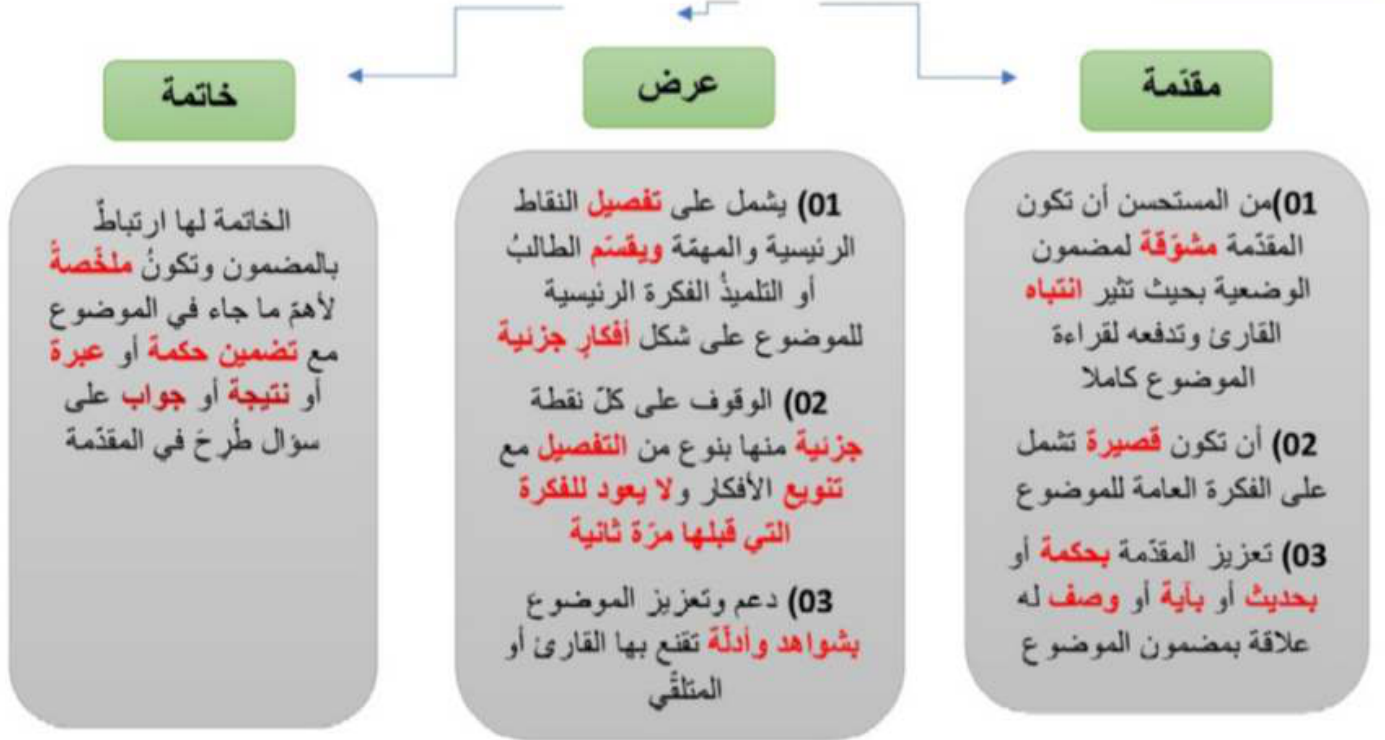 مقدّمة
01)من المستحسن أن تكون
المقدّمة مشوّقة لمضمون
الوضعية بحيث تثير انتباه
القارئ وتدفعه لقراءة
الموضوع كاملا
02) أن تكون قصيرة تشمل
على الفكرة العامة للموضوع
03) تعزيز المقدّمة بحكمة أو
بحديث أو بآية أو وصف له
علاقة بمضمون الموضوع
عرض
01) يشمل على تفصيل النقاط
الرئيسية والمهمّة ويقسّم الطالبُ
أو التلميذُ الفكرة الرئيسية
للموضوع على شكل أفكارٍ جزئية
02) الوقوف على كلّ نقطة
جزئية منها بنوع من التفصيل مع
تنويع الأفكار ولا يعود للفكرة
التي قبلها مرّة ثانية
03) دعم وتعزيز الموضوع
بشواهد وأدلّة تقنع بها القارئ أو
المتلقّي
خاتمة
الخاتمة لها ارتباطٌ
بالمضمون وتكونُ ملخّصةُ
لأهمّ ما جاء في الموضوع
مع تضمين حكمة أو عبرة
أو نتيجة أو جواب على
سؤال طُرِحَ في المقدّمة